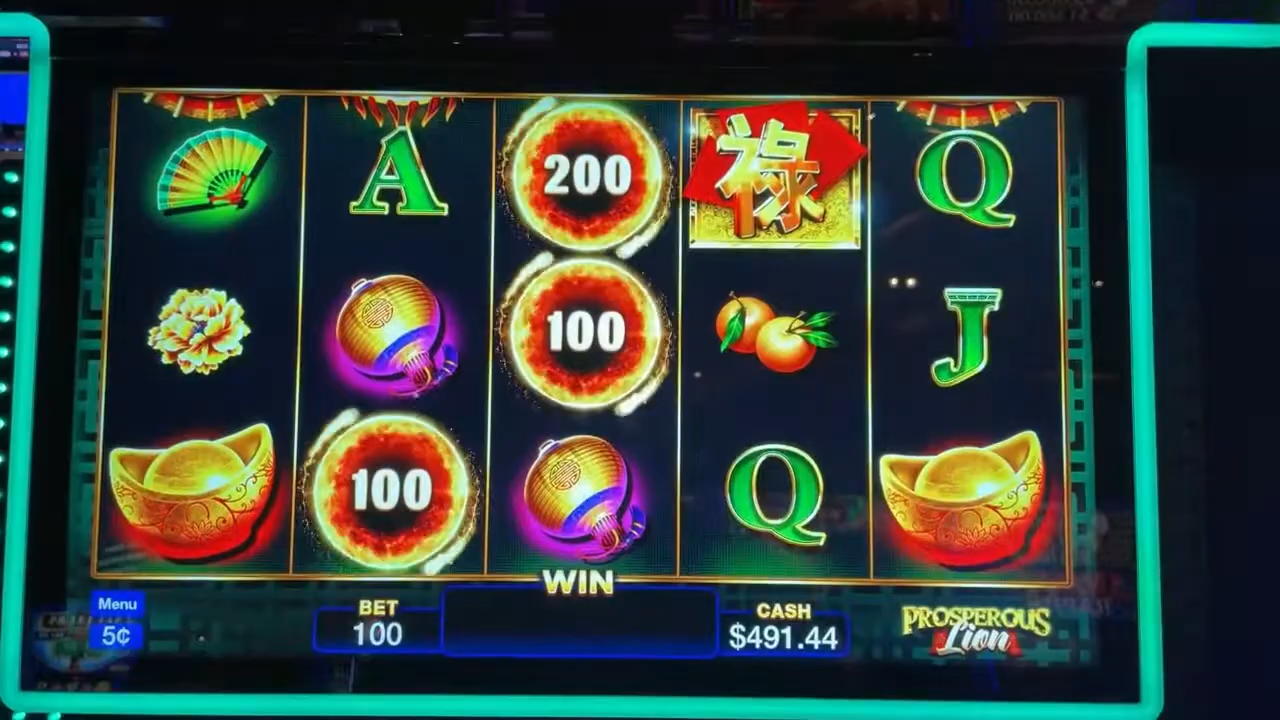 A
200
禄
Q
100
J
100
Q
WIN
Menu
5¢
BET
100
CASH
$491.44
PROSPEROUS
Lion